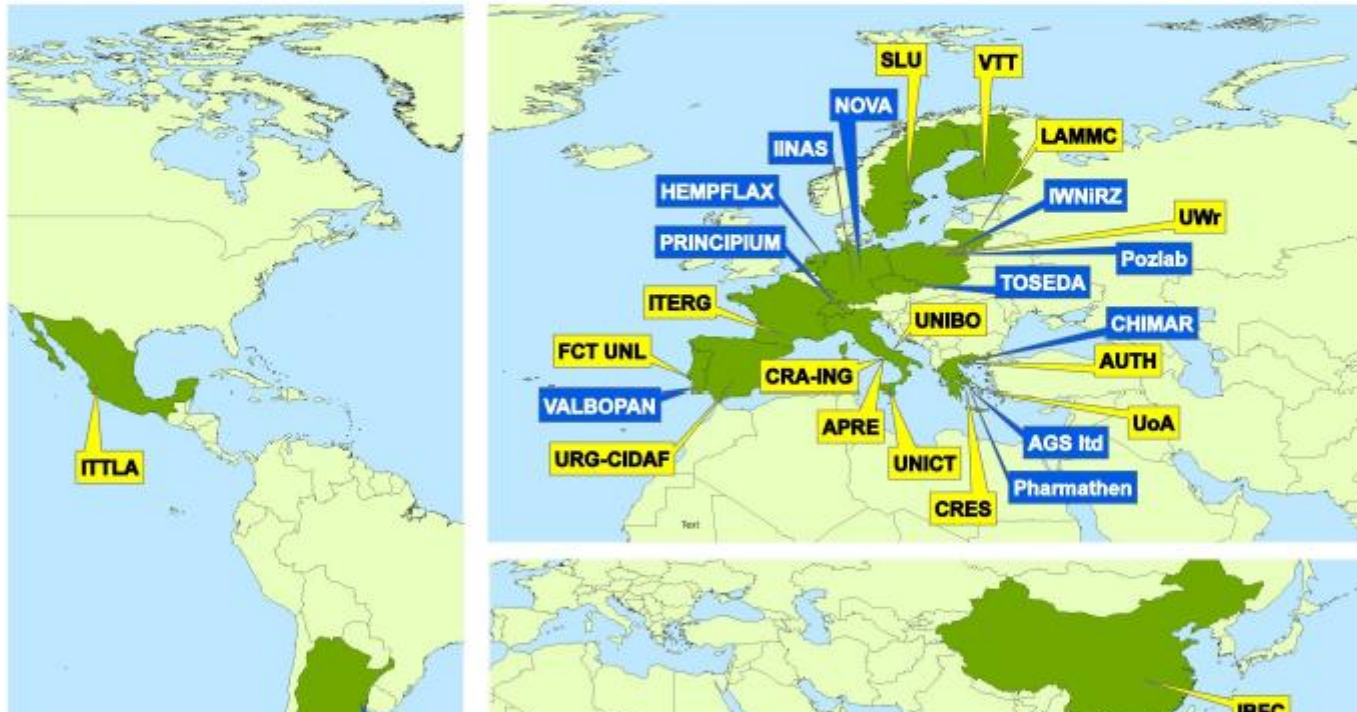 SLU
VTT
NOVA
LAMMC
IINAS
HEMPFLAX
IWNiRZ
UWr
PRINCIPIUM
Pozlab
TOSEDA
ITERG
UNIBO
CHIMAR
FCT UNL
AUTH
CRA-ING
VALBOPAN
UoA
APRE
AGS ltd
URG-CIDAF
UNICT
ITTLA
Pharmathen
CRES
Text